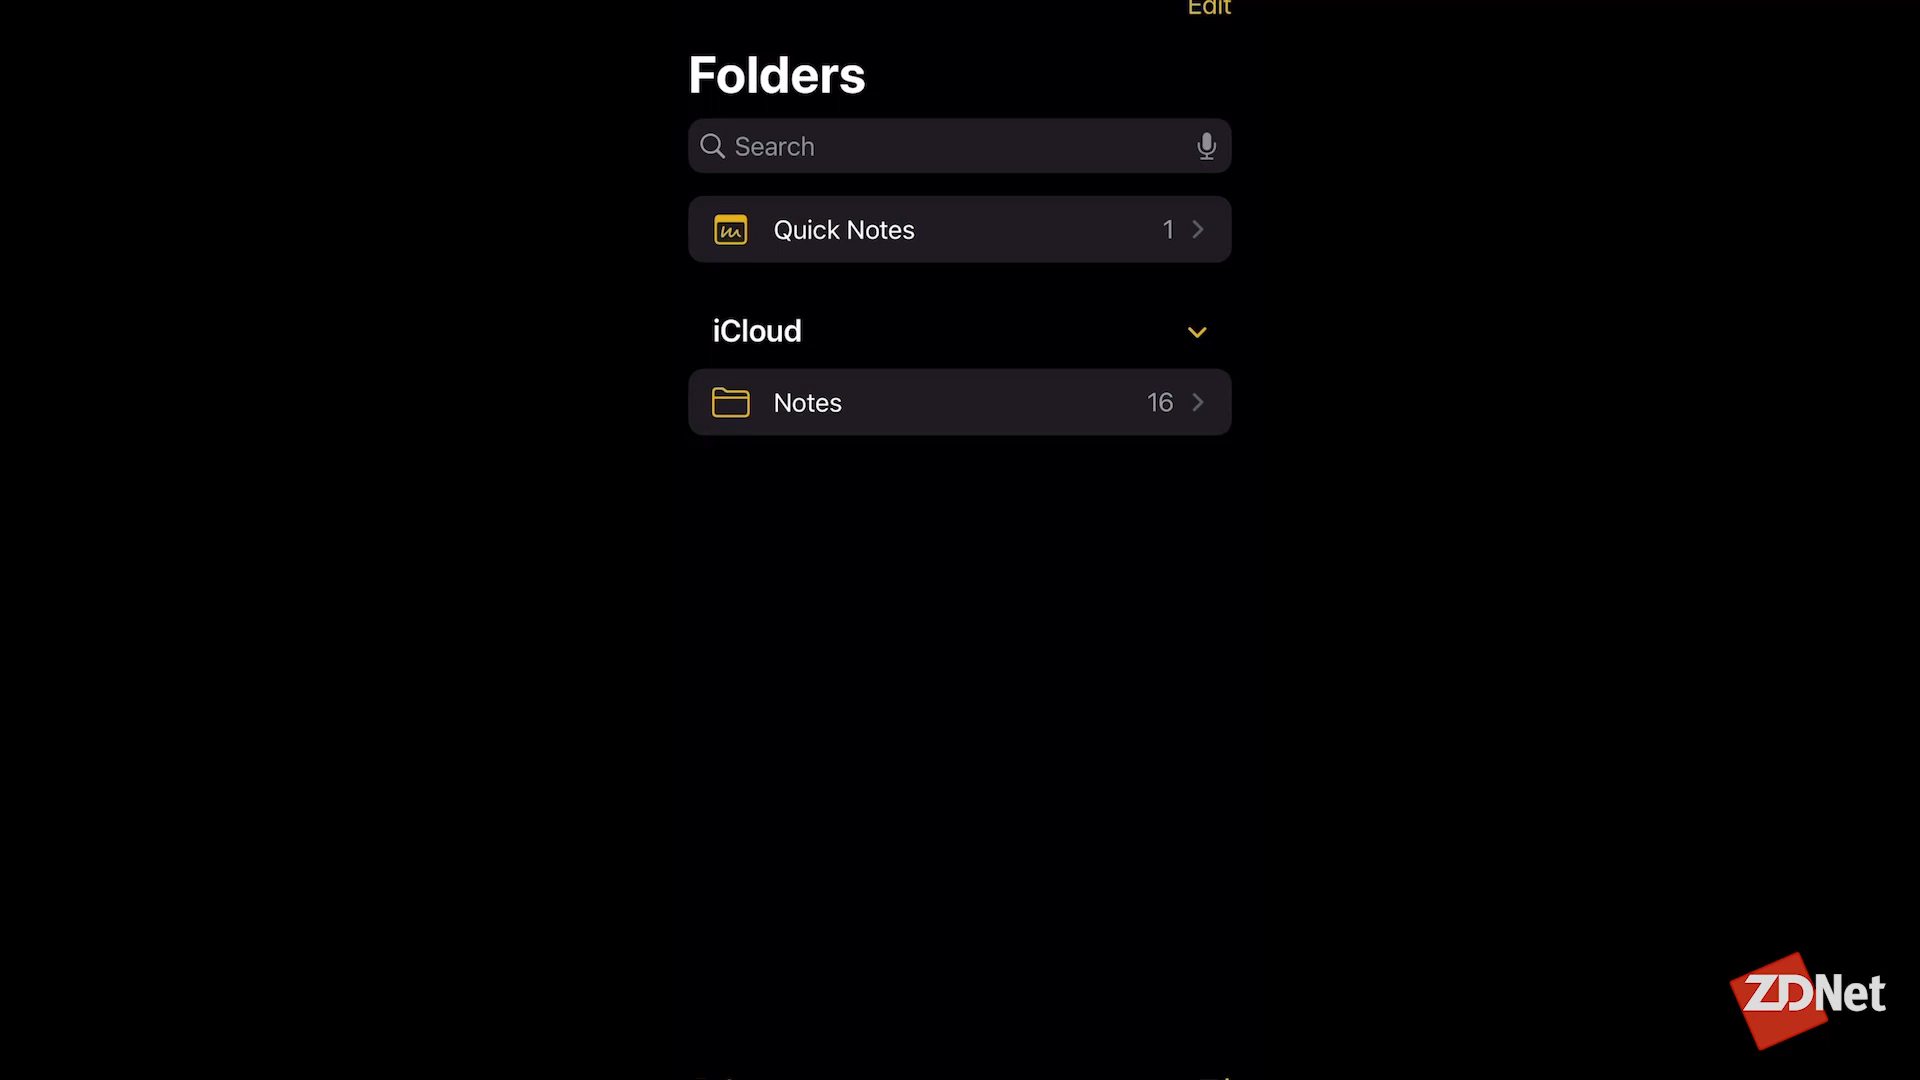 Edit
Folders
Search
Quick Notes 1
iCloud
Notes 16
ZDNet